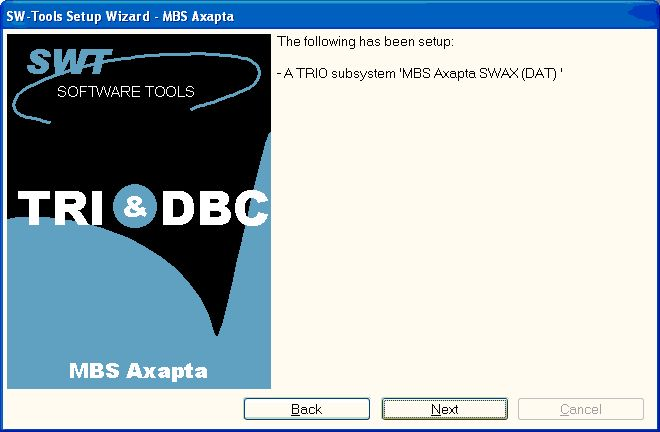 SW-Tools Setup Wizard - MBS Axapta
SWT
SOFTWARE TOOLS
TRI & DBC
MBS Axapta
The following has been setup:
- A TRIO subsystem 'MBS Axapta SWAX (DAT) '
Back
Next
Cancel